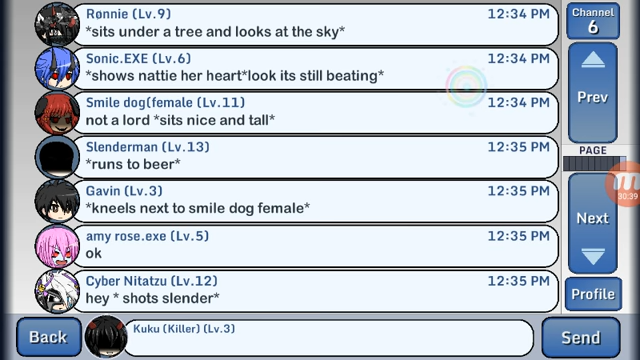 Rønnie (Lv.9) 12:34 PM
*sits under a tree and looks at the sky*
Sonic.EXE (Lv.6) 12:34 PM
*shows nattie her heart*look its still beating*
Smile dog(female (Lv.11) 12:34 PM
not a lord *sits nice and tall*
Slenderman (Lv.13) 12:35 PM
*runs to beer*
Gavin (Lv.3) 12:35 PM
*kneels next to smile dog female*
amy rose.exe (Lv.5) 12:35 PM
ok
Cyber Nitatzu (Lv.12) 12:35 PM
hey * shots slender*
Channel
6
Prev
PAGE
30:39
Next
Profile
Back
Kuku (Killer) (Lv.3)
Send